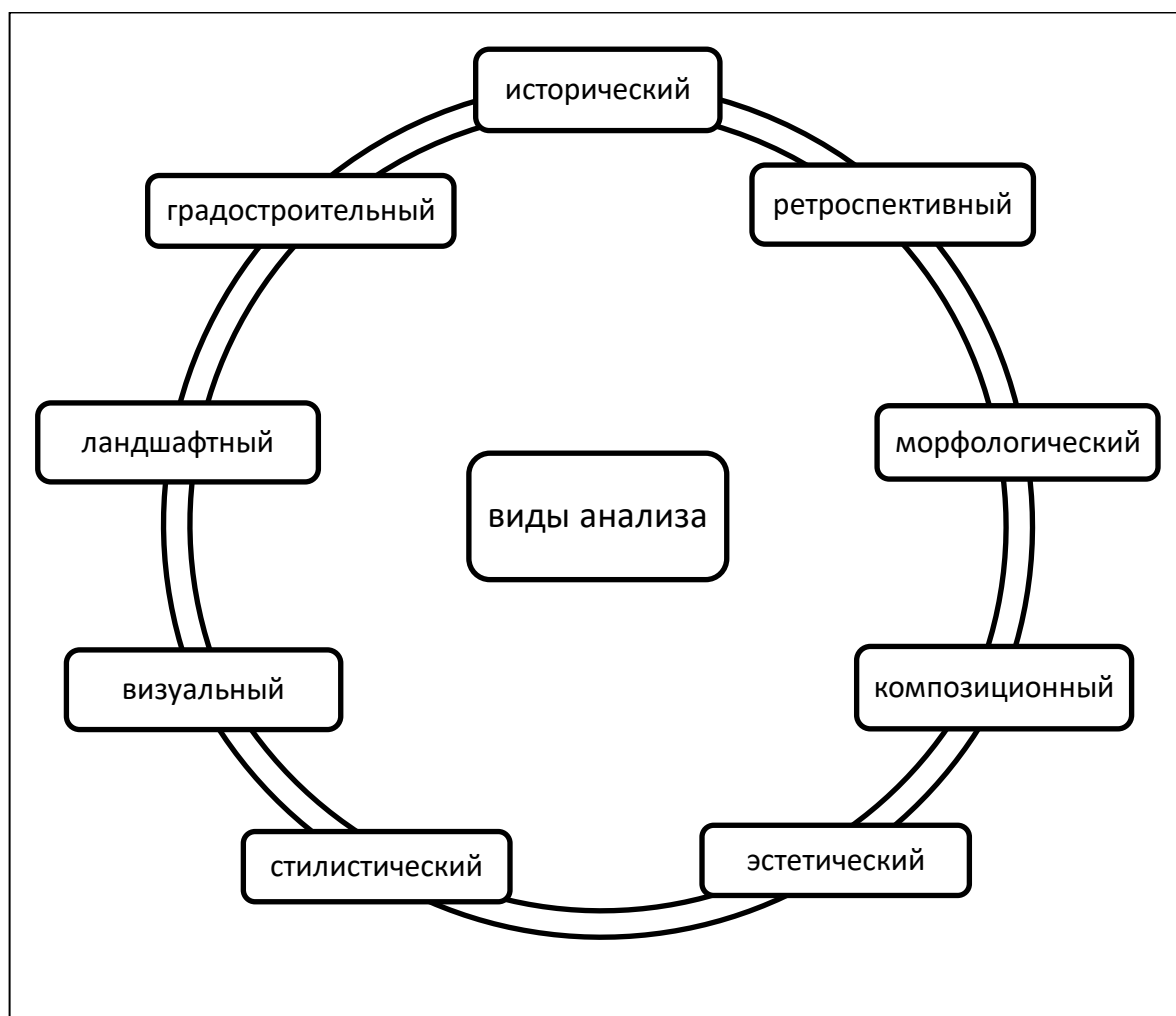 исторический
градостроительный
ретроспективный
ландшафтный
морфологический
виды анализа
визуальный
композиционный
стилистический
эстетический